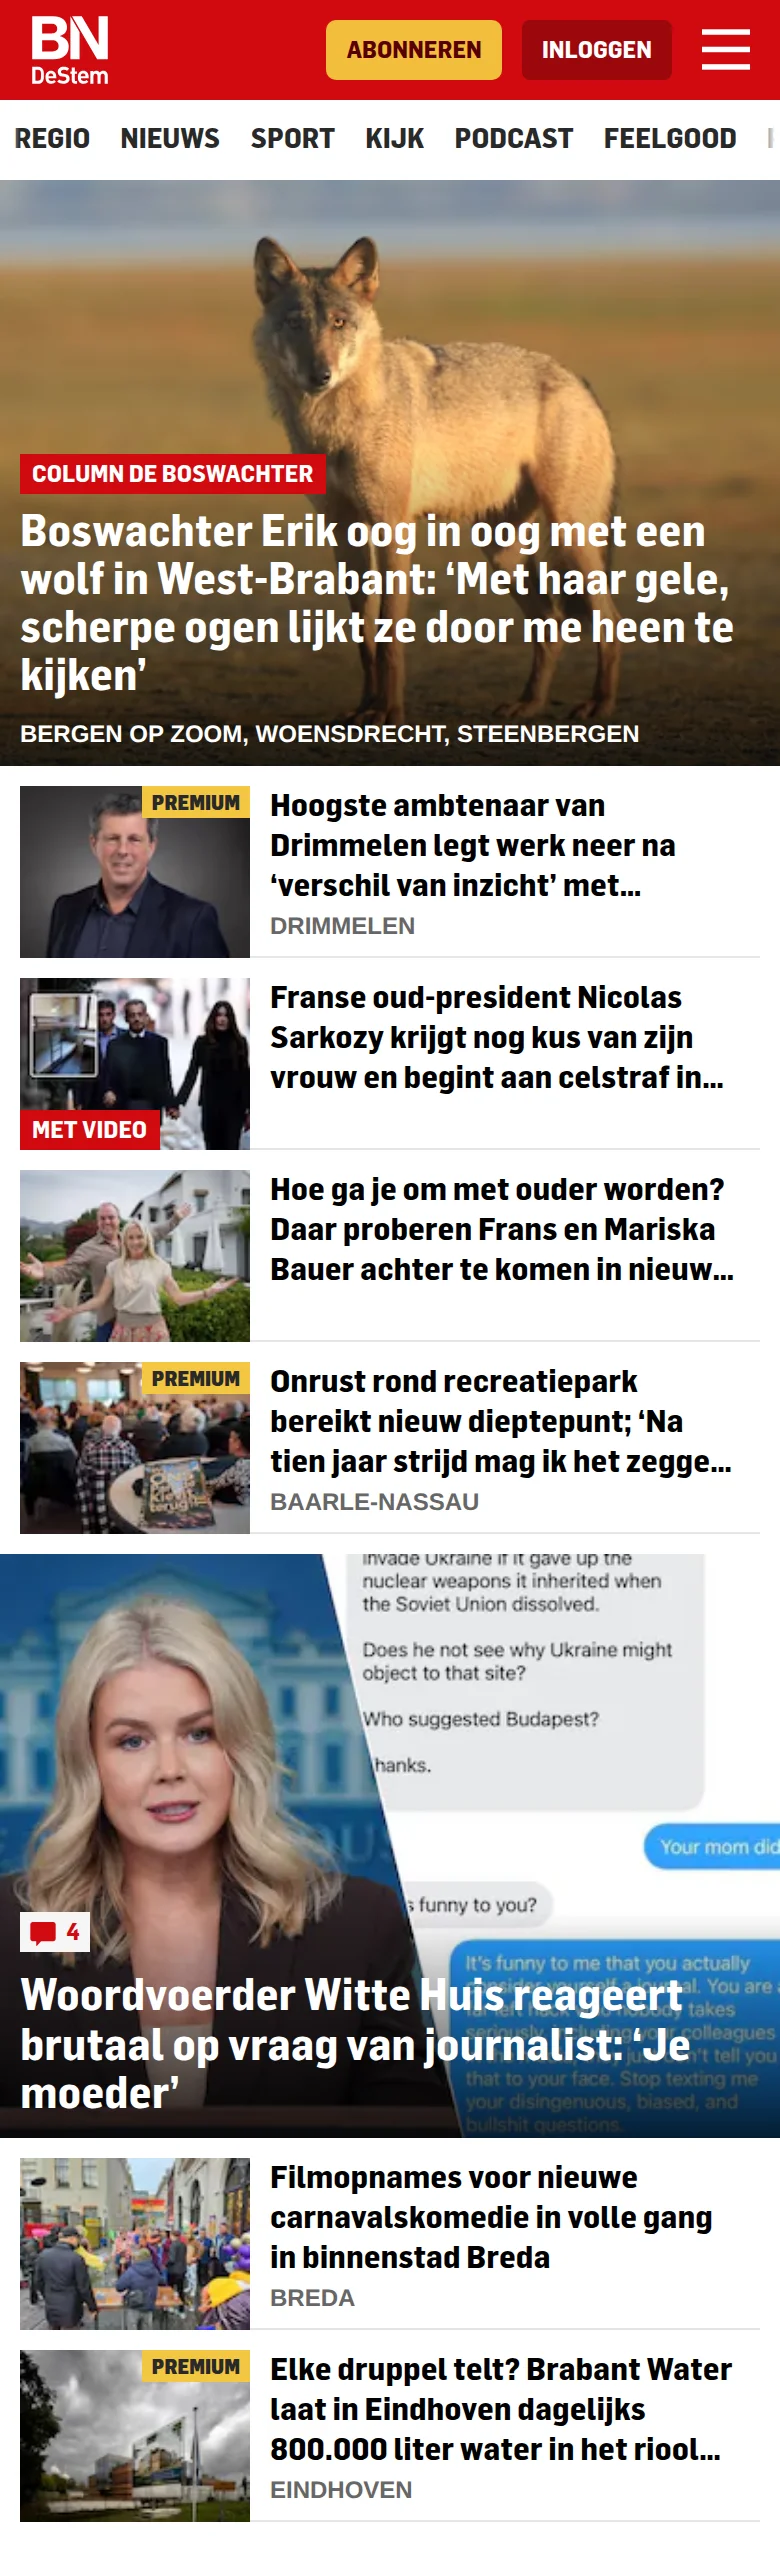 BN
DeStem
ABONNEREN
INLOGGEN
REGIO NIEUWS SPORT KIJK PODCAST FEELGOOD
COLUMN DE BOSWACHTER
Boswachter Erik oog in oog met een
wolf in West-Brabant: ‘Met haar gele,
scherpe ogen lijkt ze door me heen te
kijken’
BERGEN OP ZOOM, WOENSDRECHT, STEENBERGEN
PREMIUM
Hoogste ambtenaar van
Drimmelen legt werk neer na
‘verschil van inzicht’ met...
DRIMMELEN
MET VIDEO
Franse oud-president Nicolas
Sarkozy krijgt nog kus van zijn
vrouw en begint aan celstraf in...
Hoe ga je om met ouder worden?
Daar proberen Frans en Mariska
Bauer achter te komen in nieuw...
PREMIUM
Onrust rond recreatiepark
bereikt nieuw dieptepunt; ‘Na
tien jaar strijd mag ik het zegge...
BAARLE-NASSAU
invade Ukraine if it gave up the
nuclear weapons it inherited when
the Soviet Union dissolved.
Does he not see why Ukraine might
object to that site?
Who suggested Budapest?
hanks.
Your mom did
s funny to you?
It's funny to me that you actually
consider yourself a journal. You are
far left hack nobody takes
seriously, including your colleagues
just don't tell you
that to your face. Stop texting me
your disingenuous, biased, and
bullshit questions.
4
Woordvoerder Witte Huis reageert
brutaal op vraag van journalist: ‘Je
moeder’
Filmopnames voor nieuwe
carnavalskomedie in volle gang
in binnenstad Breda
BREDA
PREMIUM
Elke druppel telt? Brabant Water
laat in Eindhoven dagelijks
800.000 liter water in het riool...
EINDHOVEN